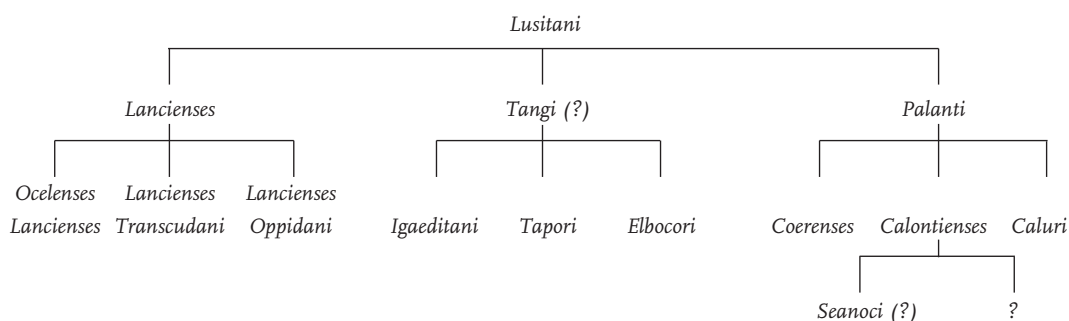 Lusitani
Lancienses Tangi (?) Palanti
Ocelenses Lancienses Lancienses
Lancienses Transcudani Oppidani Igaeditani Tapori Elbocori Coerenses Calontienses Caluri
Seanoci (?) ?